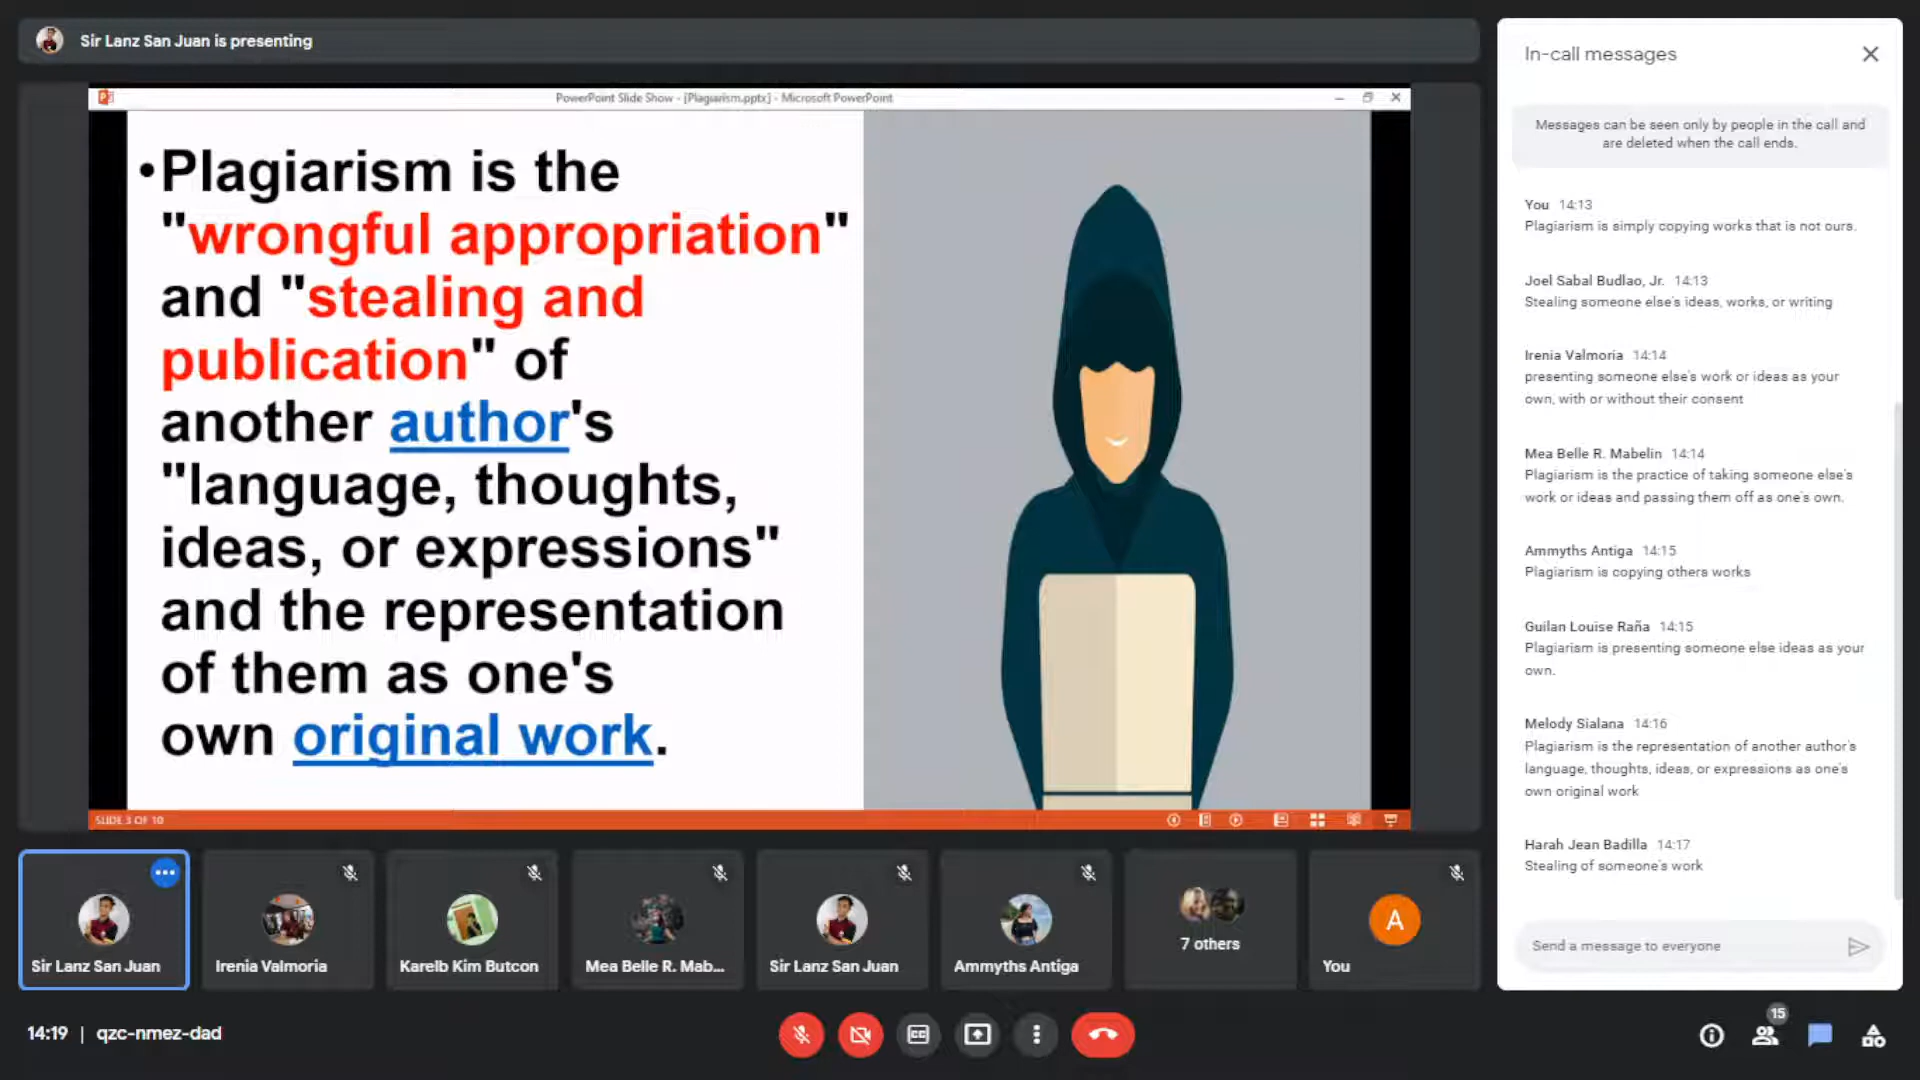 Sir Lanz San Juan is presenting
PowerPoint Slide Show - [Plagiarism.pptx] - Microsoft PowerPoint
•Plagiarism is the
"wrongful appropriation"
and "stealing and
publication" of
another author's
"language, thoughts,
ideas, or expressions"
and the representation
of them as one's
own original work.
SLIDE 3 OF 10
Sir Lanz San Juan
Irenia Valmoria
Karelb Kim Butcon
Mea Belle R. Mab...
Sir Lanz San Juan
Ammyths Antiga
7 others
A
You
14:19 | qzc-nmez-dad
CC
15
In-call messages
Messages can be seen only by people in the call and
are deleted when the call ends.
You 14:13
Plagiarism is simply copying works that is not ours.
Joel Sabal Budlao, Jr. 14:13
Stealing someone else's ideas, works, or writing
Irenia Valmoria 14:14
presenting someone else's work or ideas as your
own, with or without their consent
Mea Belle R. Mabelin 14:14
Plagiarism is the practice of taking someone else's
work or ideas and passing them off as one's own.
Ammyths Antiga 14:15
Plagiarism is copying others works
Guilan Louise Raña 14:15
Plagiarism is presenting someone else ideas as your
own.
Melody Sialana 14:16
Plagiarism is the representation of another author's
language, thoughts, ideas, or expressions as one's
own original work
Harah Jean Badilla 14:17
Stealing of someone's work
Send a message to everyone